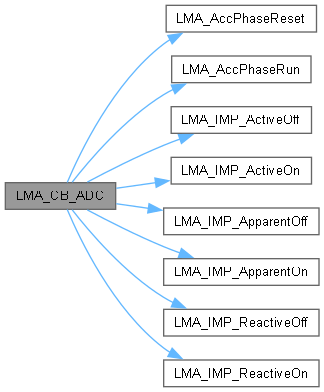 LMA_AccPhaseReset
LMA_AccPhaseRun
LMA_IMP_ActiveOff
LMA_IMP_ActiveOn
LMA_CB_ADC
LMA_IMP_ApparentOff
LMA_IMP_ApparentOn
LMA_IMP_ReactiveOff
LMA_IMP_ReactiveOn